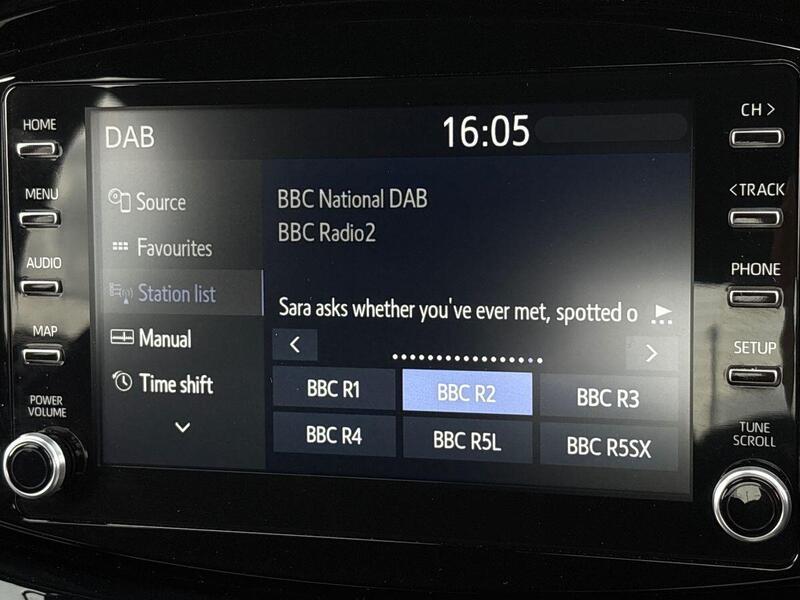 HOME
MENU
AUDIO
MAP
POWER
VOLUME
DAB
16:05
Source
Favourites
Station list
Manual
Time shift
BBC National DAB
BBC Radio2
Sara asks whether you've ever met, spotted o
BBC R1
BBC R2
BBC R3
BBC R4
BBC R5L
BBC R5SX
CH >
<TRACK
PHONE
SETUP
TUNE
SCROLL